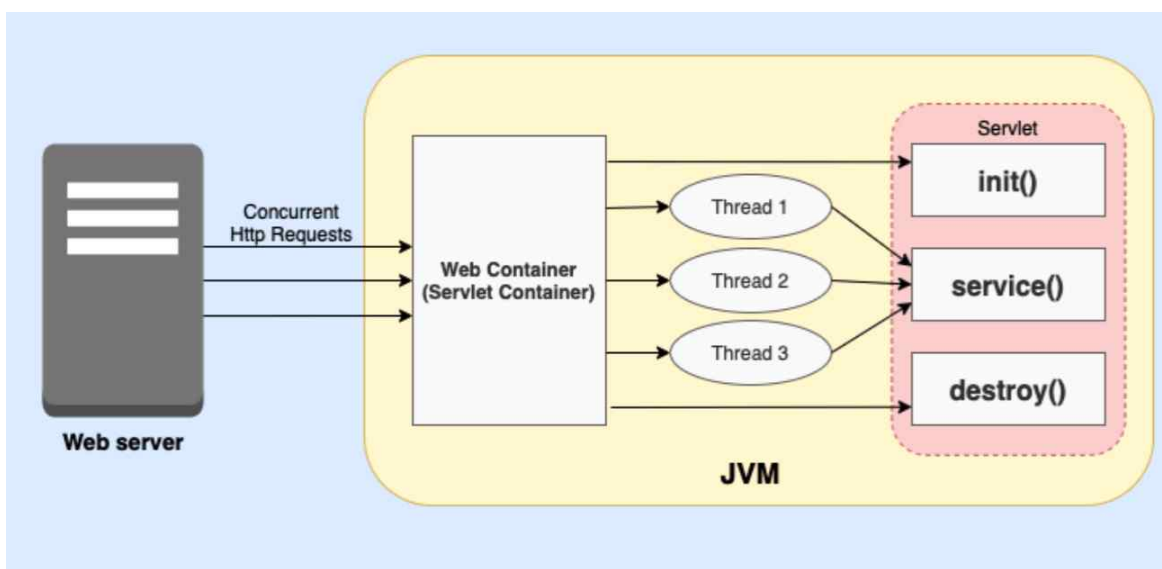 Servlet
init()
Concurrent
Http Requests
Thread 1
Web Container
(Servlet Container)
Thread 2
service()
Thread 3
destroy()
Web server
JVM